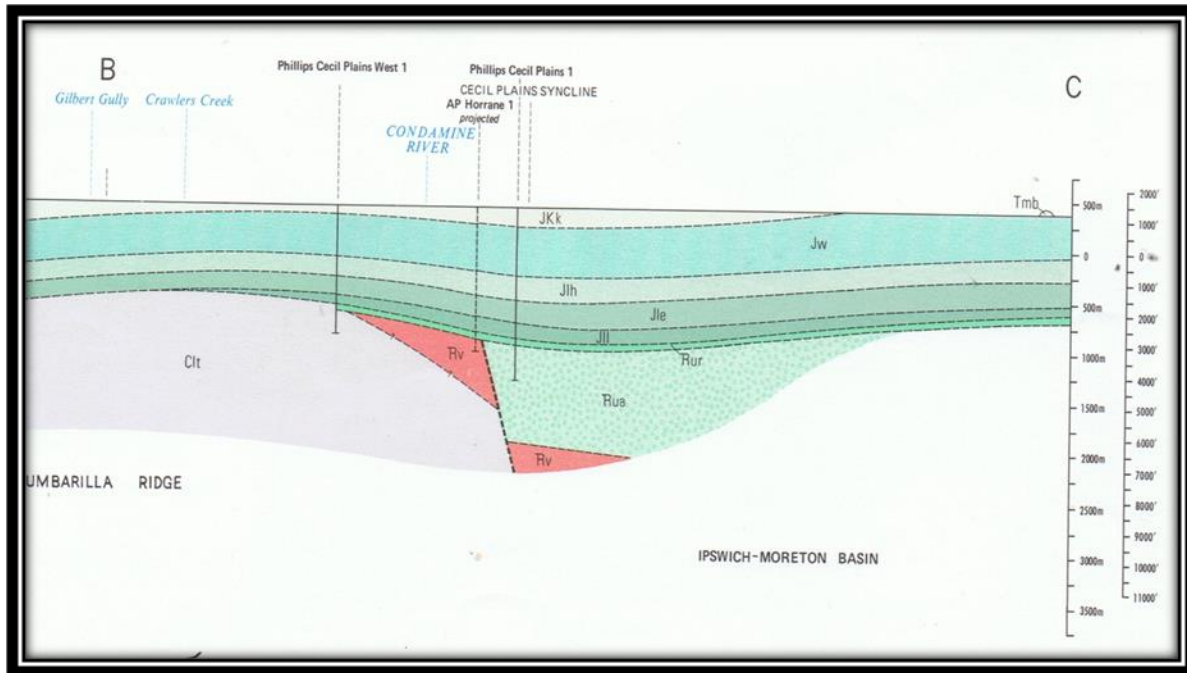 B
Gilbert Gully
Crawlers Creek
Phillips Cecil Plains West 1
Phillips Cecil Plains 1
CECIL PLAINS SYNCLINE
AP Horrane 1
projected
CONDAMINE
RIVER
C
JKk
Tmb
Jw
Jlh
Jle
Jll
Rur
Clt
Rv
Rua
Rv
UMBARILLA RIDGE
IPSWICH-MORETON BASIN
500m
0
500m
1000m
1500m
2000m
2500m
3000m
3500m
2000'
1000'
0
1000'
2000'
3000'
4000'
5000'
6000'
7000'
8000'
9000'
10000'
11000'